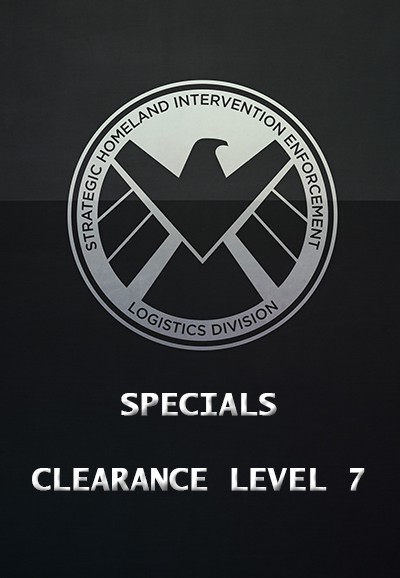 STRATEGIC HOMELAND INTERVENTION ENFORCEMENT
LOGISTICS DIVISION
SPECIALS
CLEARANCE LEVEL 7